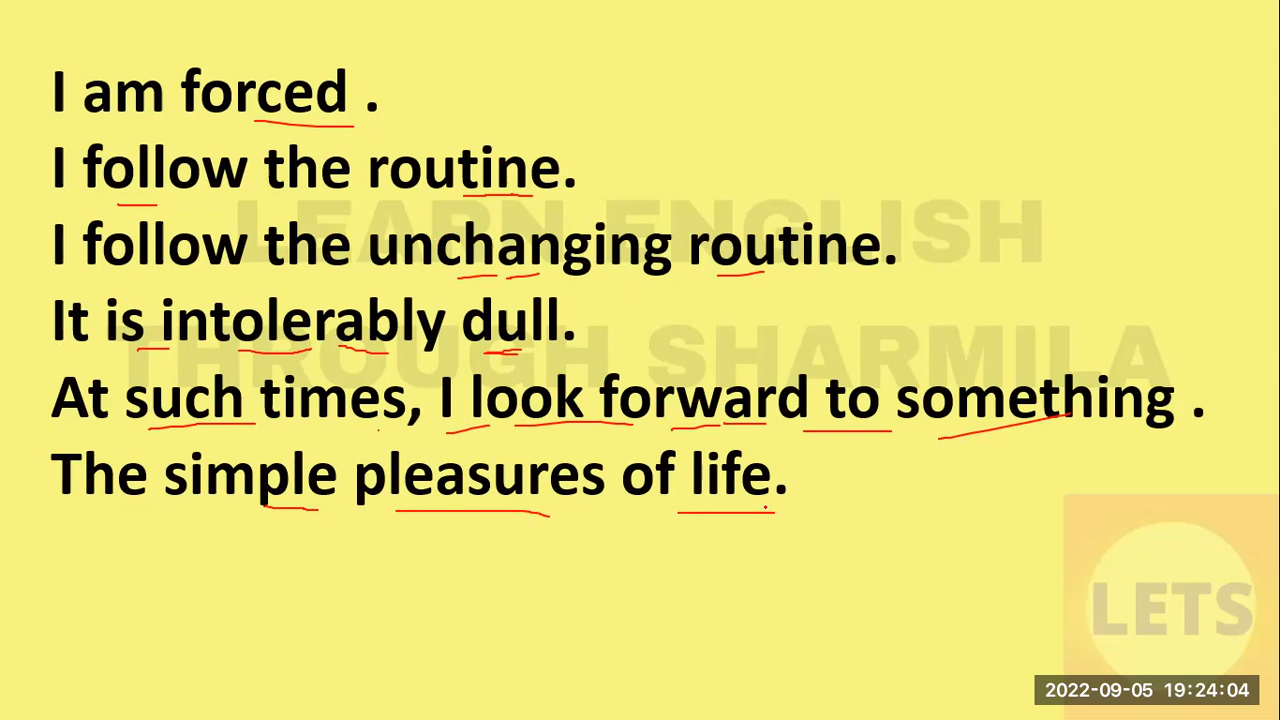 I am forced .
I follow the routine.
I follow the unchanging routine.
It is intolerably dull.
At such times, I look forward to something .
The simple pleasures of life.
LEARN ENGLISH
THROUGH SHARMILA
LETS
2022-09-05 19:24:04